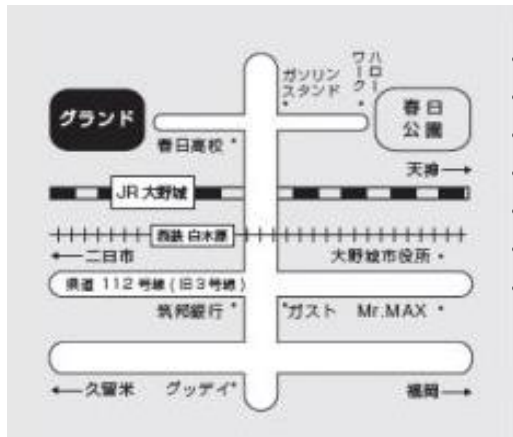 ハロー
ワーク
ガソリン
スタンド
グランド
春日
公園
春日高校
天神
JR 大野城
西鉄 白木原
二日市
大野城市役所
県道 112 号線 ( 旧 3 号線 )
筑邦銀行
ガスト
Mr.MAX
久留米
グッデイ
福岡